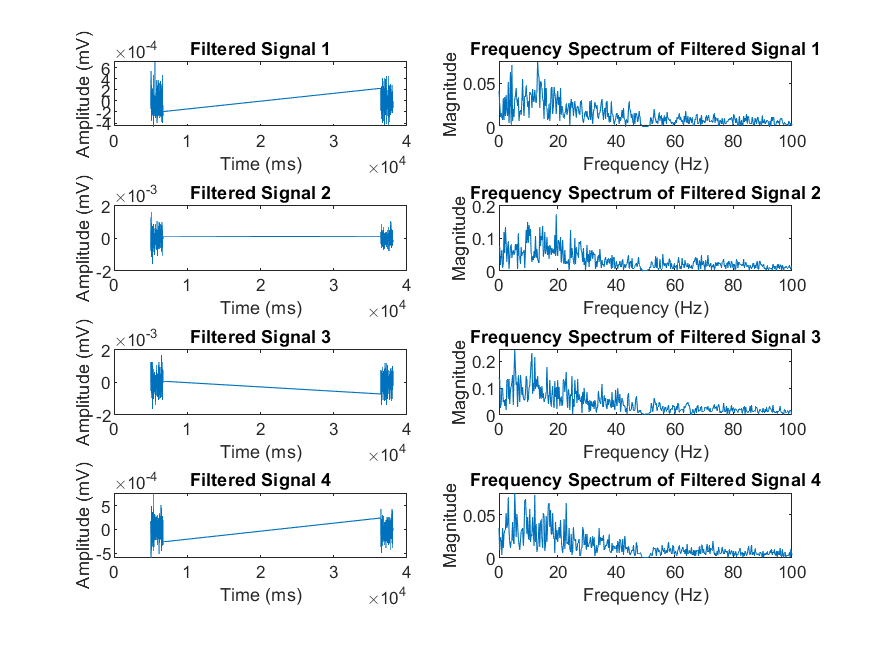 Filtered Signal 1
×10-4
Amplitude (mV)
6
4
2
0
-2
-4
0 1 2 3 4
Time (ms)
×10^4
Frequency Spectrum of Filtered Signal 1
Magnitude
0.05
0
0 20 40 60 80 100
Frequency (Hz)
Filtered Signal 2
×10-3
Amplitude (mV)
2
0
-2
0 1 2 3 4
Time (ms)
×10^4
Frequency Spectrum of Filtered Signal 2
Magnitude
0.2
0.1
0
0 20 40 60 80 100
Frequency (Hz)
Filtered Signal 3
×10-3
Amplitude (mV)
2
0
-2
0 1 2 3 4
Time (ms)
×10^4
Frequency Spectrum of Filtered Signal 3
Magnitude
0.2
0.1
0
0 20 40 60 80 100
Frequency (Hz)
Filtered Signal 4
×10-4
Amplitude (mV)
5
0
-5
0 1 2 3 4
Time (ms)
×10^4
Frequency Spectrum of Filtered Signal 4
Magnitude
0.05
0
0 20 40 60 80 100
Frequency (Hz)